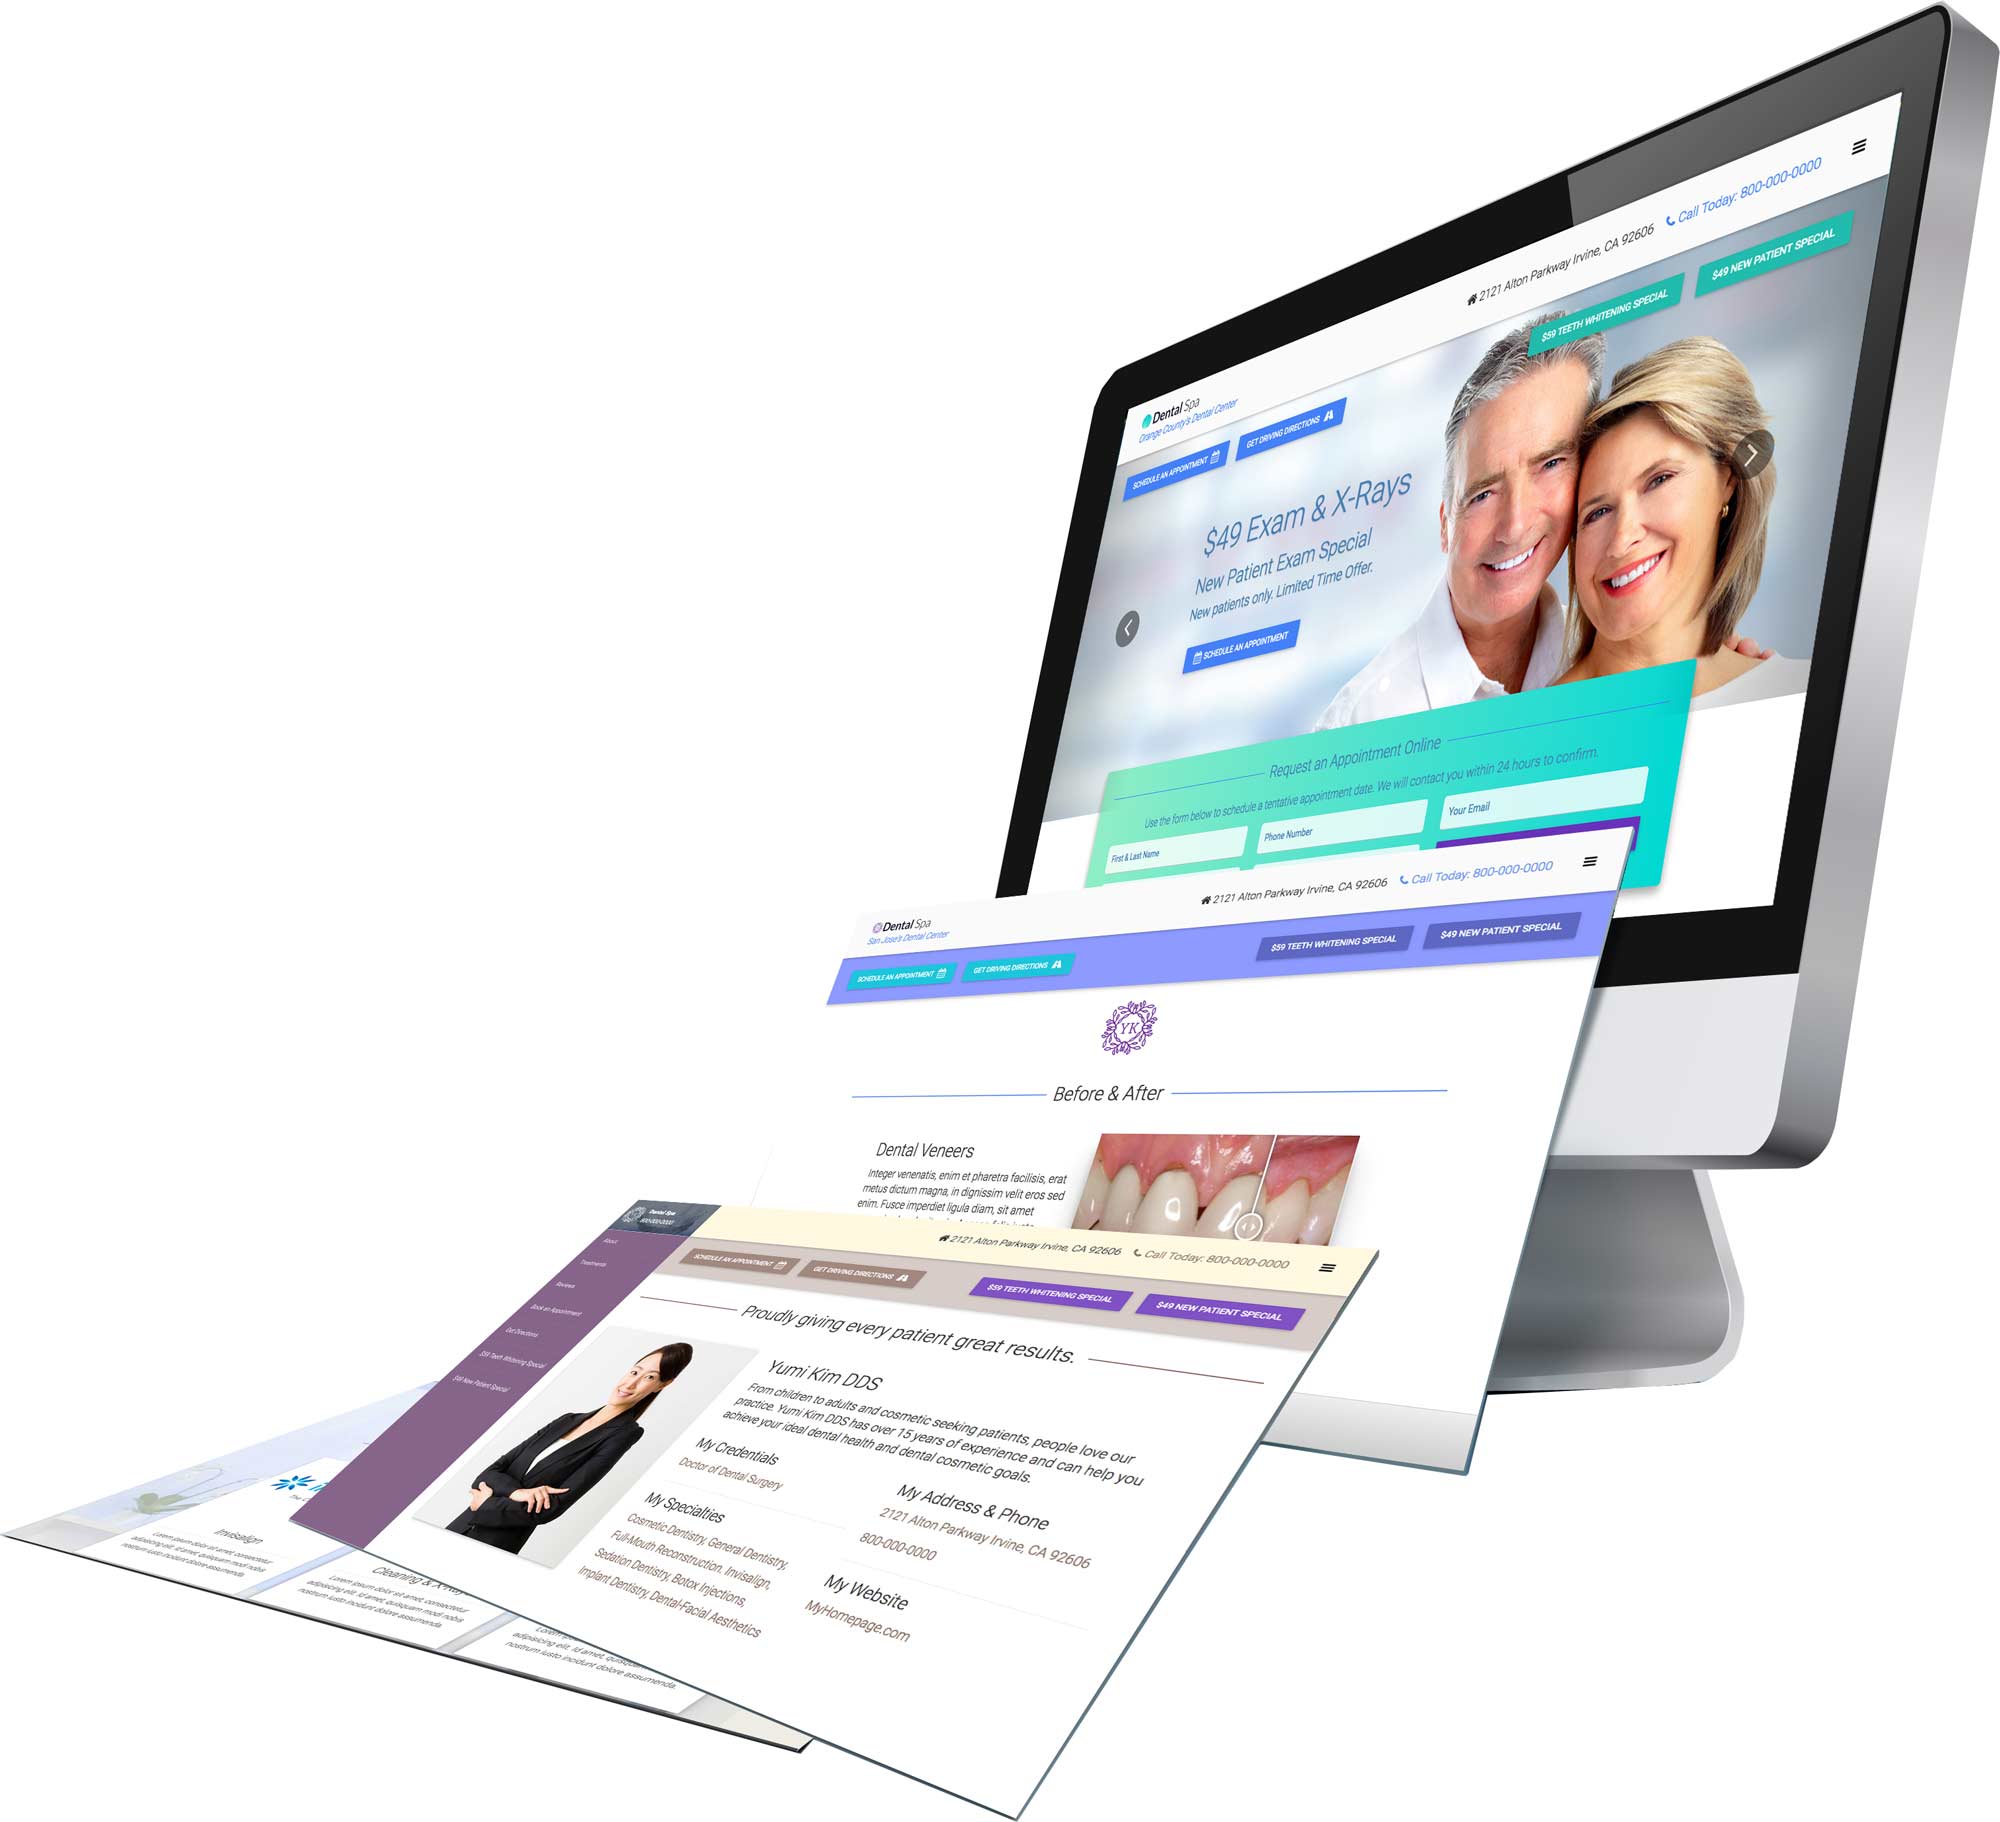 2121 Alton Parkway Irvine, CA 92606
Call Today: 800-000-0000
Dental Spa
Orange County's Dental Center
SCHEDULE AN APPOINTMENT
GET DRIVING DIRECTIONS
$59 TEETH WHITENING SPECIAL
$49 NEW PATIENT SPECIAL
$49 Exam & X-Rays
New Patient Exam Special
New patients only. Limited Time Offer.
SCHEDULE AN APPOINTMENT
Request an Appointment Online
Use the form below to schedule a tentative appointment date. We will contact you within 24 hours to confirm.
First & Last Name
Phone Number
Your Email
Dental Spa
San Jose's Dental Center
2121 Alton Parkway Irvine, CA 92606
Call Today: 800-000-0000
SCHEDULE AN APPOINTMENT
GET DRIVING DIRECTIONS
$59 TEETH WHITENING SPECIAL
$49 NEW PATIENT SPECIAL
YK
Before & After
Dental Veneers
Integer venenatis, enim et pharetra facilisis, erat
metus dictum magna, in dignissim velit eros sed
enim. Fusce imperdiet ligula diam, sit amet
Dental Spa
800-000-0000
2121 Alton Parkway Irvine, CA 92606
Call Today: 800-000-0000
SCHEDULE AN APPOINTMENT
GET DRIVING DIRECTIONS
$59 TEETH WHITENING SPECIAL
$49 NEW PATIENT SPECIAL
About
Treatments
Reviews
Book an Appointment
Get Directions
$59 Teeth Whitening Special
$49 New Patient Special
Proudly giving every patient great results.
Yumi Kim DDS
From children to adults and cosmetic seeking patients, people love our
practice. Yumi Kim DDS has over 15 years of experience and can help you
achieve your ideal dental health and dental cosmetic goals.
My Credentials
Doctor of Dental Surgery
My Specialties
Cosmetic Dentistry, General Dentistry,
Full-Mouth Reconstruction. Invisalign,
Sedation Dentistry, Botox Injections,
Implant Dentistry, Dental-Facial Aesthetics
My Address & Phone
2121 Alton Parkway Irvine, CA 92606
800-000-0000
My Website
MyHomepage.com
Invisalign
Lorem ipsum dolor sit amet, consectetur
adipisicing elit. Id amet, quisquam modi nobis
nostrum iusto incidunt dolore assumenda.
Cleaning & X-Ray
Lorem ipsum dolor sit amet, consectetur
adipisicing elit. Id amet, quisquam modi nobis
nostrum iusto incidunt dolore assumenda.
Lorem
adipisicing elit. Id amet, quisquam
nostrum iusto incidunt dolore assumenda.